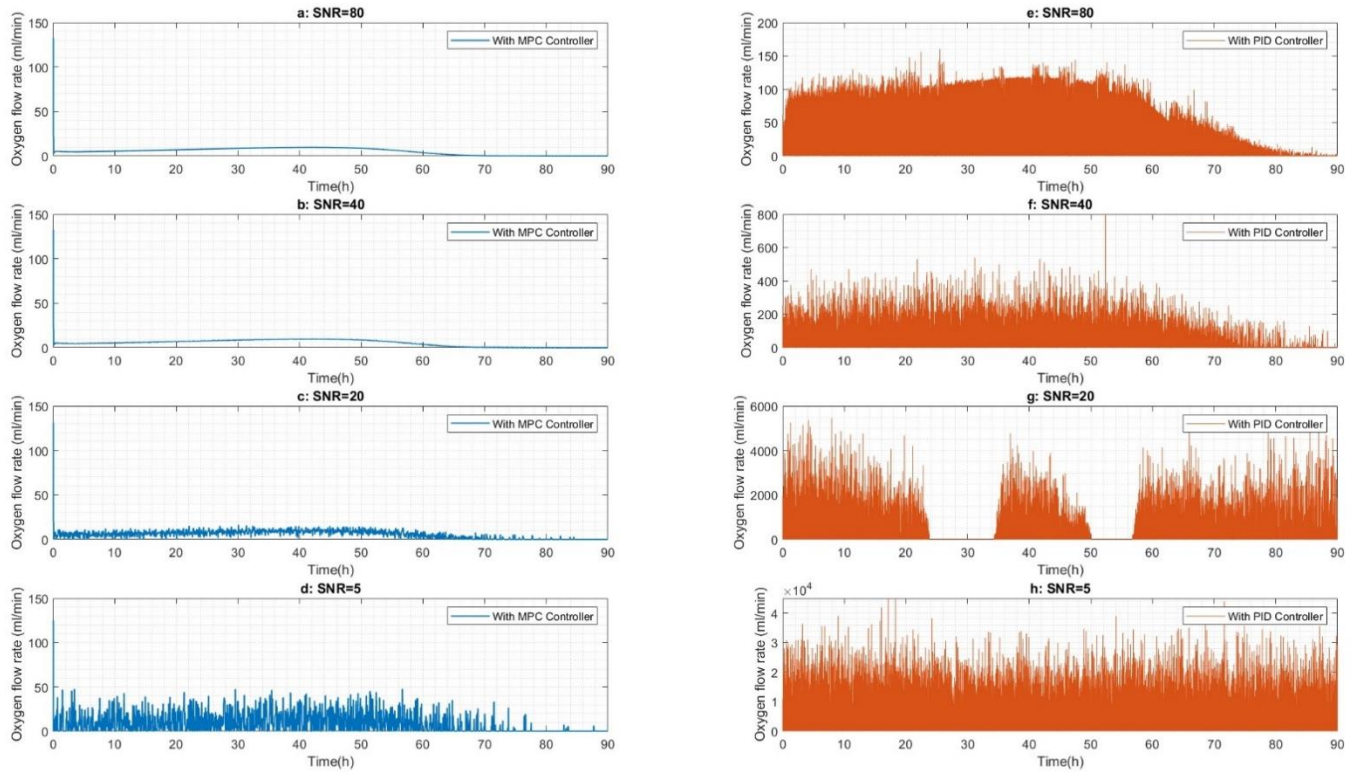 a: SNR=80
Oxygen flow rate (ml/min)
150
100
50
0
With MPC Controller
0 10 20 30 40 50 60 70 80 90
Time(h)
b: SNR=40
Oxygen flow rate (ml/min)
150
100
50
0
With MPC Controller
0 10 20 30 40 50 60 70 80 90
Time(h)
c: SNR=20
Oxygen flow rate (ml/min)
150
100
50
0
With MPC Controller
0 10 20 30 40 50 60 70 80 90
Time(h)
d: SNR=5
Oxygen flow rate (ml/min)
150
100
50
0
With MPC Controller
0 10 20 30 40 50 60 70 80 90
Time(h)
e: SNR=80
Oxygen flow rate (ml/min)
200
150
100
50
0
With PID Controller
0 10 20 30 40 50 60 70 80 90
Time(h)
f: SNR=40
Oxygen flow rate (ml/min)
800
600
400
200
0
With PID Controller
0 10 20 30 40 50 60 70 80 90
Time(h)
g: SNR=20
Oxygen flow rate (ml/min)
6000
4000
2000
0
With PID Controller
0 10 20 30 40 50 60 70 80 90
Time(h)
h: SNR=5
×10⁴
Oxygen flow rate (ml/min)
4
3
2
1
0
With PID Controller
0 10 20 30 40 50 60 70 80 90
Time(h)